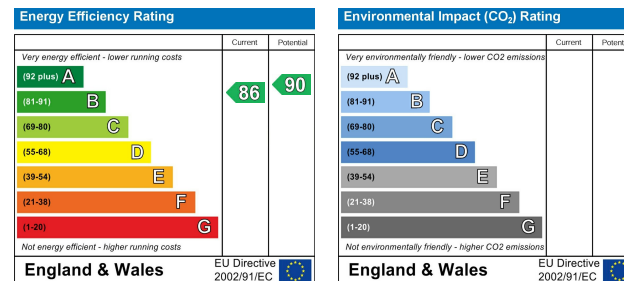 Energy Efficiency Rating
Current Potential
Very energy efficient - lower running costs
(92 plus) A
(81-91) B
(69-80) C
(55-68) D
(39-54) E
(21-38) F
(1-20) G
86
90
Not energy efficient - higher running costs
England & Wales
EU Directive
2002/91/EC
Environmental Impact (CO2) Rating
Current Potential
Very environmentally friendly - lower CO2 emissions
(92 plus) A
(81-91) B
(69-80) C
(55-68) D
(39-54) E
(21-38) F
(1-20) G
Not environmentally friendly - higher CO2 emissions
England & Wales
EU Directive
2002/91/EC